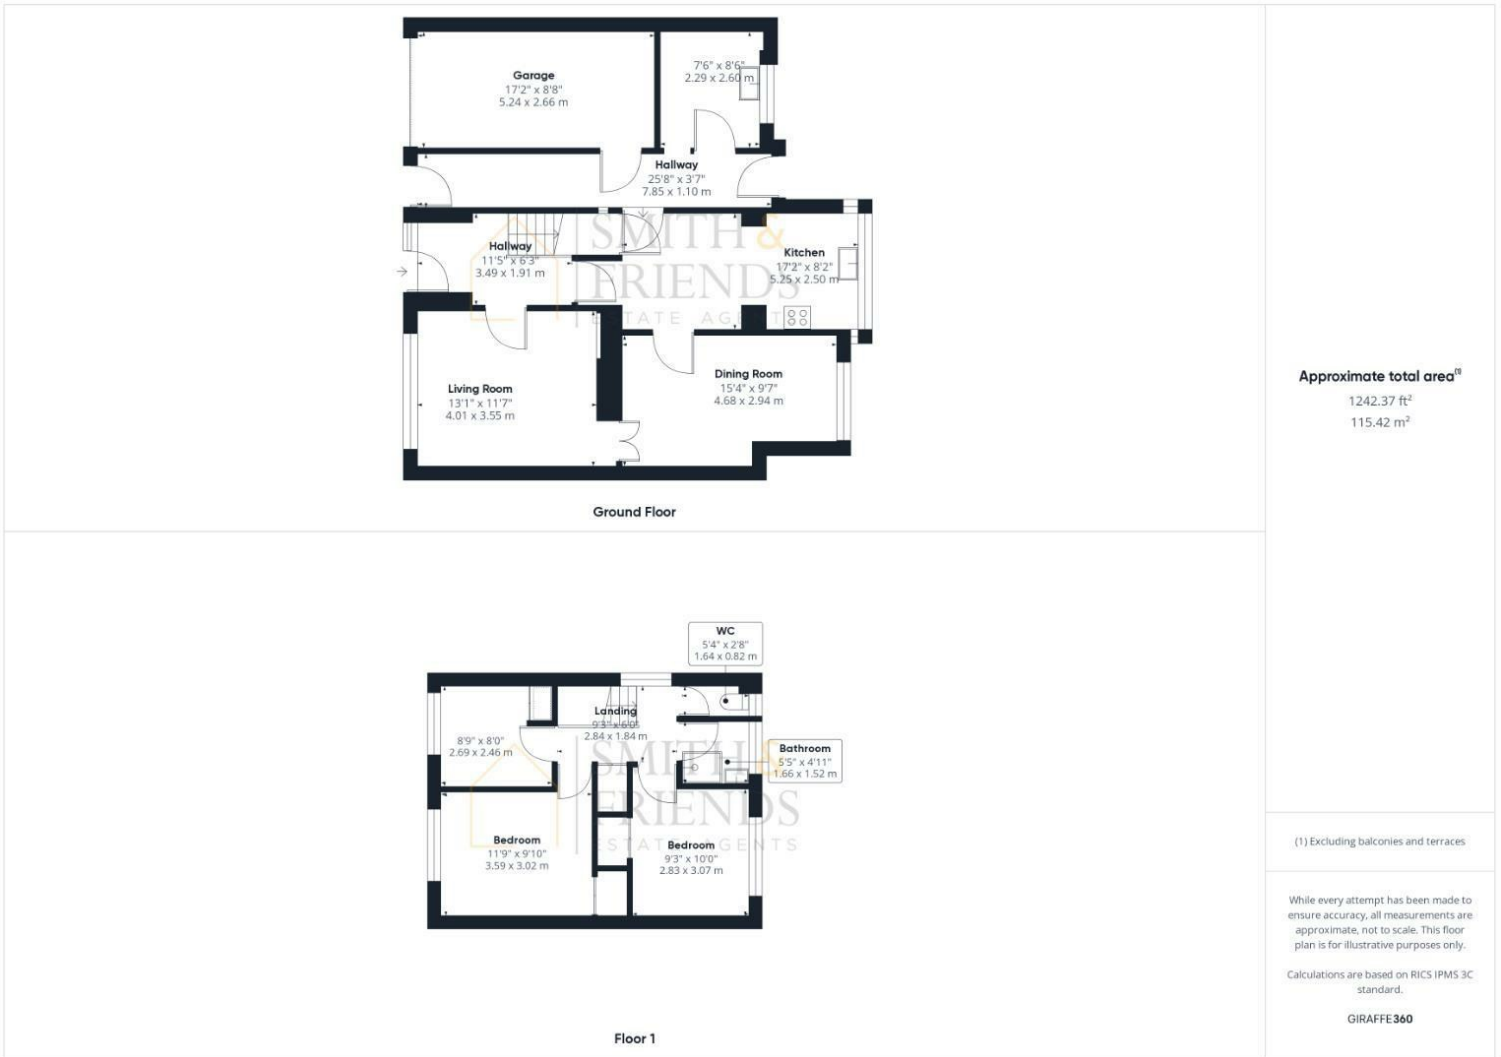 Garage
17'2" x 8'8"
5.24 x 2.66 m
7'6" x 8'6"
2.29 x 2.60 m
Hallway
25'8" x 3'7"
7.85 x 1.10 m
SMITH &
FRIENDS
ESTATE AGENTS
Hallway
11'5" x 6'3"
3.49 x 1.91 m
Kitchen
17'2" x 8'2"
5.25 x 2.50 m
Living Room
13'1" x 11'7"
4.01 x 3.55 m
Dining Room
15'4" x 9'7"
4.68 x 2.94 m
Ground Floor
Approximate total area(1)
1242.37 ft²
115.42 m²
WC
5'4" x 2'8"
1.64 x 0.82 m
Landing
9'3" x 6'0"
2.84 x 1.84 m
8'9" x 8'0"
2.69 x 2.46 m
Bathroom
5'5" x 4'11"
1.66 x 1.52 m
SMITH &
FRIENDS
ESTATE AGENTS
Bedroom
11'9" x 9'10"
3.59 x 3.02 m
Bedroom
9'3" x 10'0"
2.83 x 3.07 m
Floor 1
(1) Excluding balconies and terraces
While every attempt has been made to
ensure accuracy, all measurements are
approximate, not to scale. This floor
plan is for illustrative purposes only.
Calculations are based on RICS IPMS 3C
standard.
GIRAFFE360